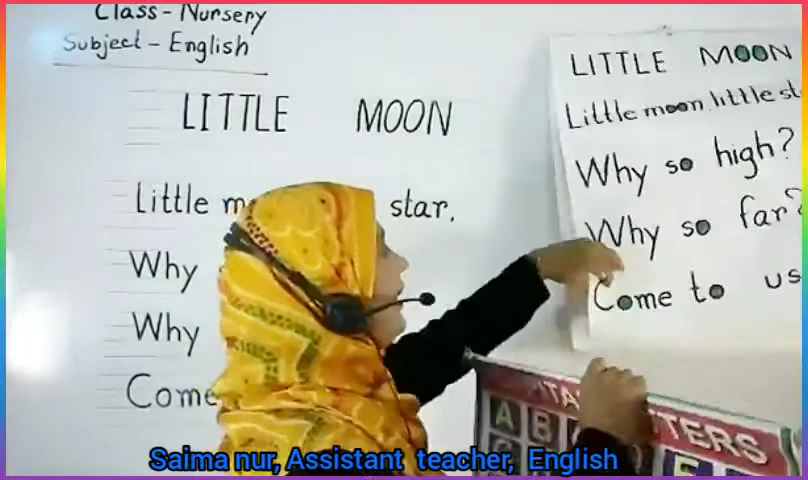 Class - Nursery
Subject - English
LITTLE MOON
Little star.
Why
Why
Come
LITTLE MOON
Little moon, little
Why so high?
Why so far?
Come to us
A B
Saima nur, Assistant teacher, English